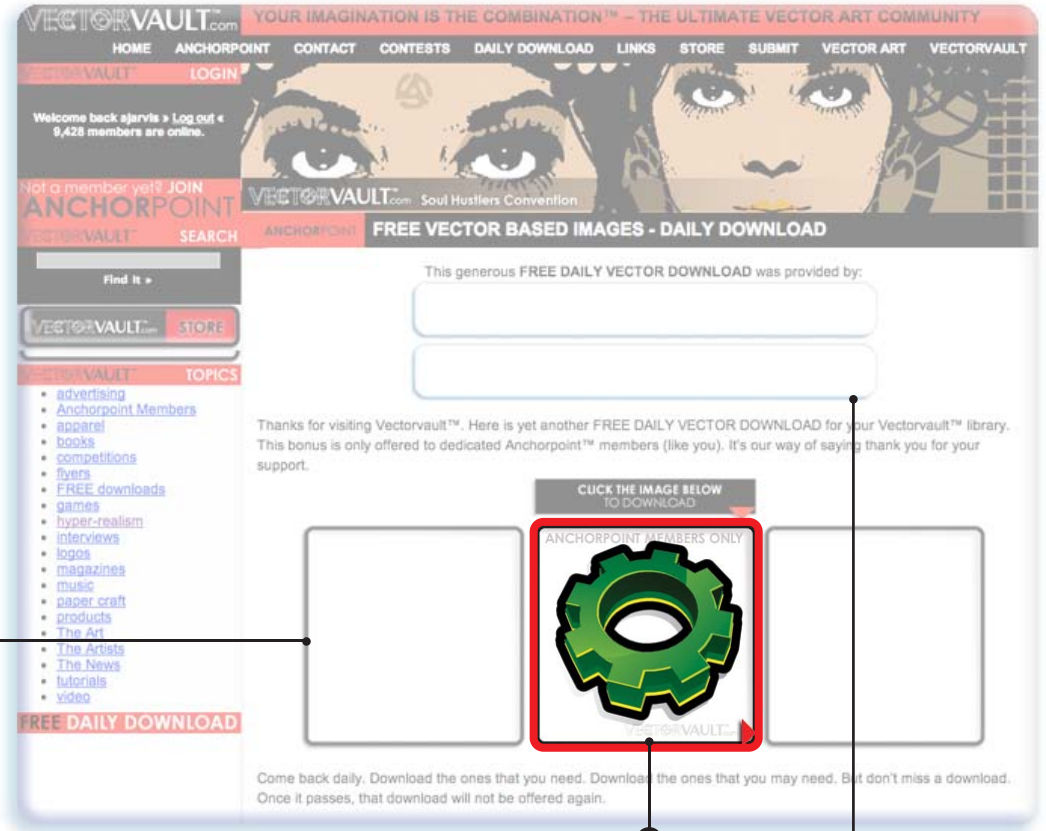 VECTORVAULT™.com
YOUR IMAGINATION IS THE COMBINATION™ – THE ULTIMATE VECTOR ART COMMUNITY
HOME ANCHORPOINT CONTACT CONTESTS DAILY DOWNLOAD LINKS STORE SUBMIT VECTOR ART VECTORVAULT
VECTORVAULT™ LOGIN
Welcome back ajarvis » Log out «
9,428 members are online.
Not a member yet? JOIN
ANCHORPOINT
VECTORVAULT™ SEARCH
Find It »
VECTORVAULT™.com STORE
VECTORVAULT™ TOPICS
advertising
Anchorpoint Members
apparel
books
competitions
flyers
FREE downloads
games
hyper-realism
interviews
logos
magazines
music
paper craft
products
The Art
The Artists
The News
tutorials
video
FREE DAILY DOWNLOAD
VECTORVAULT™.com Soul Hustlers Convention
ANCHORPOINT FREE VECTOR BASED IMAGES - DAILY DOWNLOAD
This generous FREE DAILY VECTOR DOWNLOAD was provided by:
Thanks for visiting Vectorvault™. Here is yet another FREE DAILY VECTOR DOWNLOAD for your Vectorvault™ library.
This bonus is only offered to dedicated Anchorpoint™ members (like you). It's our way of saying thank you for your
support.
CLICK THE IMAGE BELOW
TO DOWNLOAD
ANCHORPOINT MEMBERS ONLY
VECTORVAULT™
Come back daily. Download the ones that you need. Download the ones that you may need. But don't miss a download.
Once it passes, that download will not be offered again.